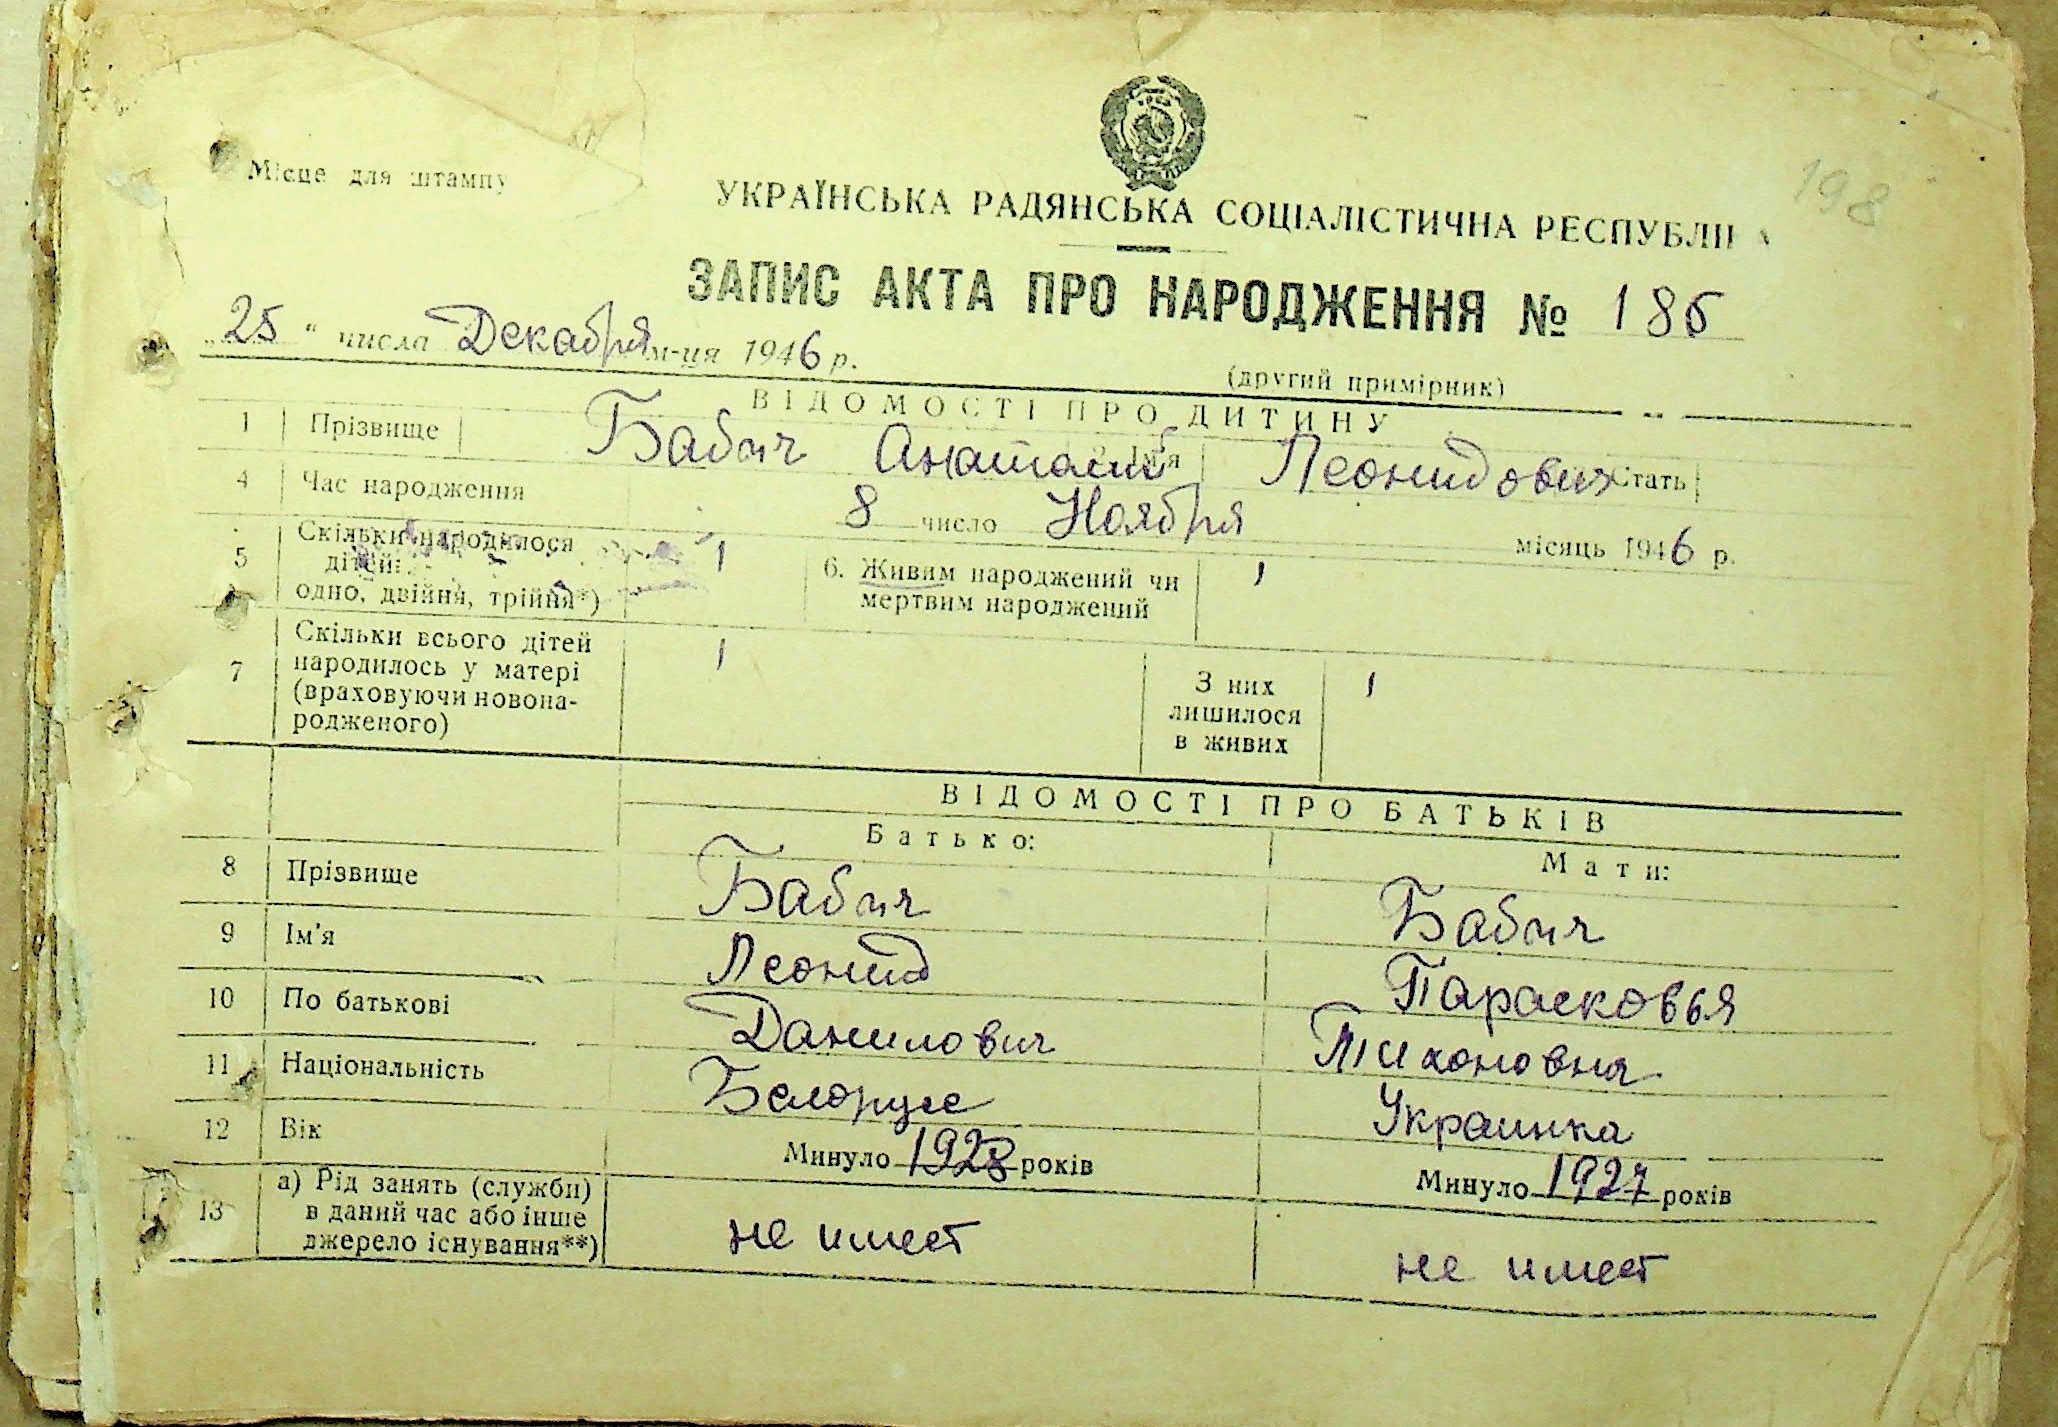 198
Місце для штампу
УКРАЇНСЬКА РАДЯНСЬКА СОЦІАЛІСТИЧНА РЕСПУБЛІКА
ЗАПИС АКТА ПРО НАРОДЖЕННЯ № 186
„25" числа Декабря м-ця 1946 р.
(другий примірник)
ВІДОМОСТІ ПРО ДИТИНУ
1 Прізвище Бабич Анатолий Ім'я Леонидович Стать
4 Час народження 8 число Ноября місяць 1946 р.
5 Скільки народилося дітей: одно, двійня, трійня*) 1 6. Живим народжений чи мертвим народжений 1
7 Скільки всього дітей народилось у матері (враховуючи новонародженого) 1 З них лишилося в живих 1
ВІДОМОСТІ ПРО БАТЬКІВ
Батько: Мати:
8 Прізвище Бабич Бабич
9 Ім'я Леонид Парасковья
10 По батькові Данилович Тихоновна
11 Національність Белорусс Украинка
12 Вік Минуло 1928 років Минуло 1927 років
13 а) Рід занять (служби) в даний час або інше джерело існування**) не имеет не имеет